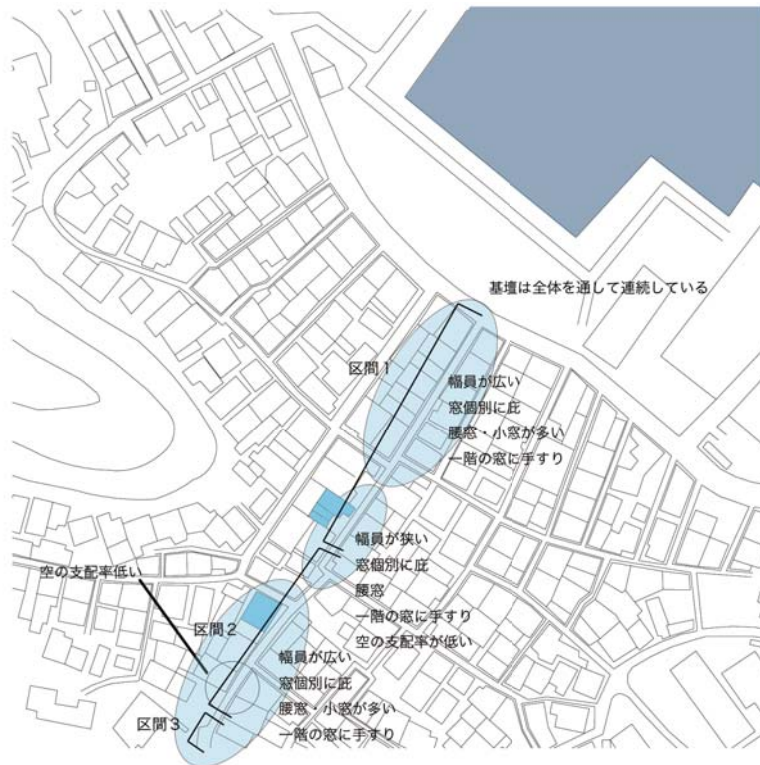 基壇は全体を通して連続している
区間1
幅員が広い
窓個別に庇
腰窓・小窓が多い
一階の窓に手すり
幅員が狭い
窓個別に庇
腰窓
一階の窓に手すり
空の支配率が低い
空の支配率低い
区間2
幅員が広い
窓個別に庇
腰窓・小窓が多い
一階の窓に手すり
区間3